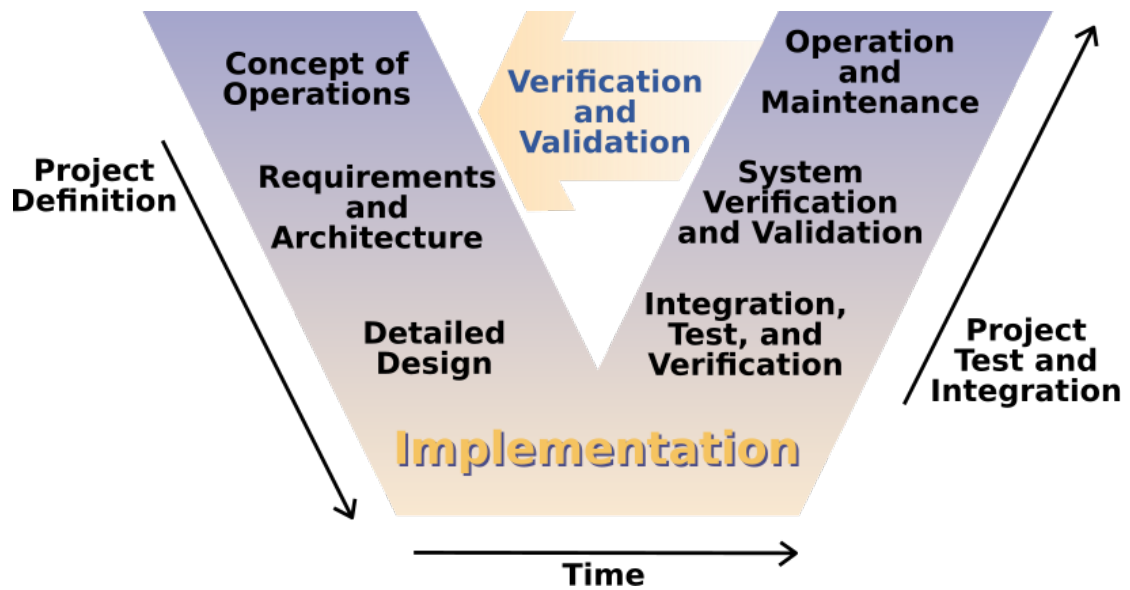 Concept of
Operations
Verification
and
Validation
Operation
and
Maintenance
Project
Definition
Requirements
and
Architecture
System
Verification
and Validation
Detailed
Design
Integration,
Test, and
Verification
Project
Test and
Integration
Implementation
Time